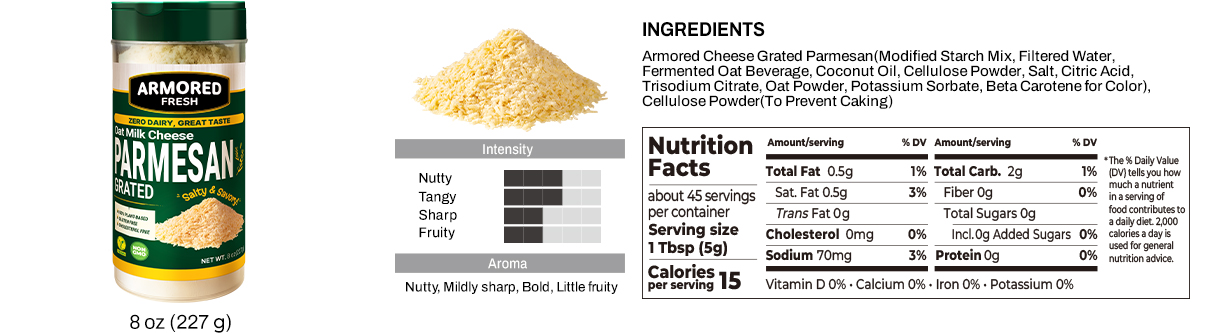 ARMORED
FRESH
ZERO DAIRY, GREAT TASTE
Oat Milk Cheese
PARMESAN
GRATED
Salty & Savory!
NET WT. 8 oz
8 oz (227 g)
Intensity
Nutty
Tangy
Sharp
Fruity
Aroma
Nutty, Mildly sharp, Bold, Little fruity
INGREDIENTS
Armored Cheese Grated Parmesan(Modified Starch Mix, Filtered Water,
Fermented Oat Beverage, Coconut Oil, Cellulose Powder, Salt, Citric Acid,
Trisodium Citrate, Oat Powder, Potassium Sorbate, Beta Carotene for Color),
Cellulose Powder(To Prevent Caking)
Nutrition
Facts
about 45 servings
per container
Serving size
1 Tbsp (5g)
Calories
per serving 15
Amount/serving % DV
Total Fat 0.5g 1%
Sat. Fat 0.5g 3%
Trans Fat 0g
Cholesterol 0mg 0%
Sodium 70mg 3%
Amount/serving % DV
Total Carb. 2g 1%
Fiber 0g 0%
Total Sugars 0g
Incl.0g Added Sugars 0%
Protein 0g 0%
Vitamin D 0% · Calcium 0% · Iron 0% · Potassium 0%
*The % Daily Value
(DV) tells you how
much a nutrient
in a serving of
food contributes to
a daily diet. 2,000
calories a day is
used for general
nutrition advice.